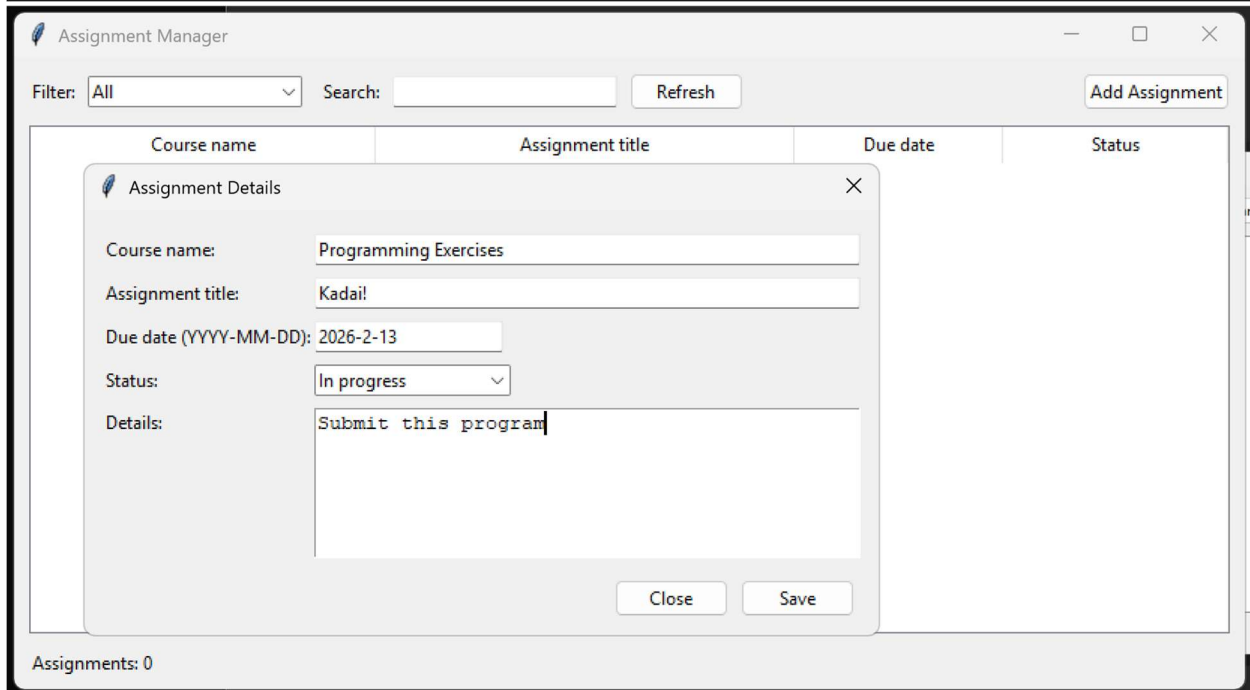 Assignment Manager
Filter: All Search: Refresh Add Assignment
Course name Assignment title Due date Status
Assignment Details
Course name: Programming Exercises
Assignment title: Kadai!
Due date (YYYY-MM-DD): 2026-2-13
Status: In progress
Details: Submit this program
Close Save
Assignments: 0